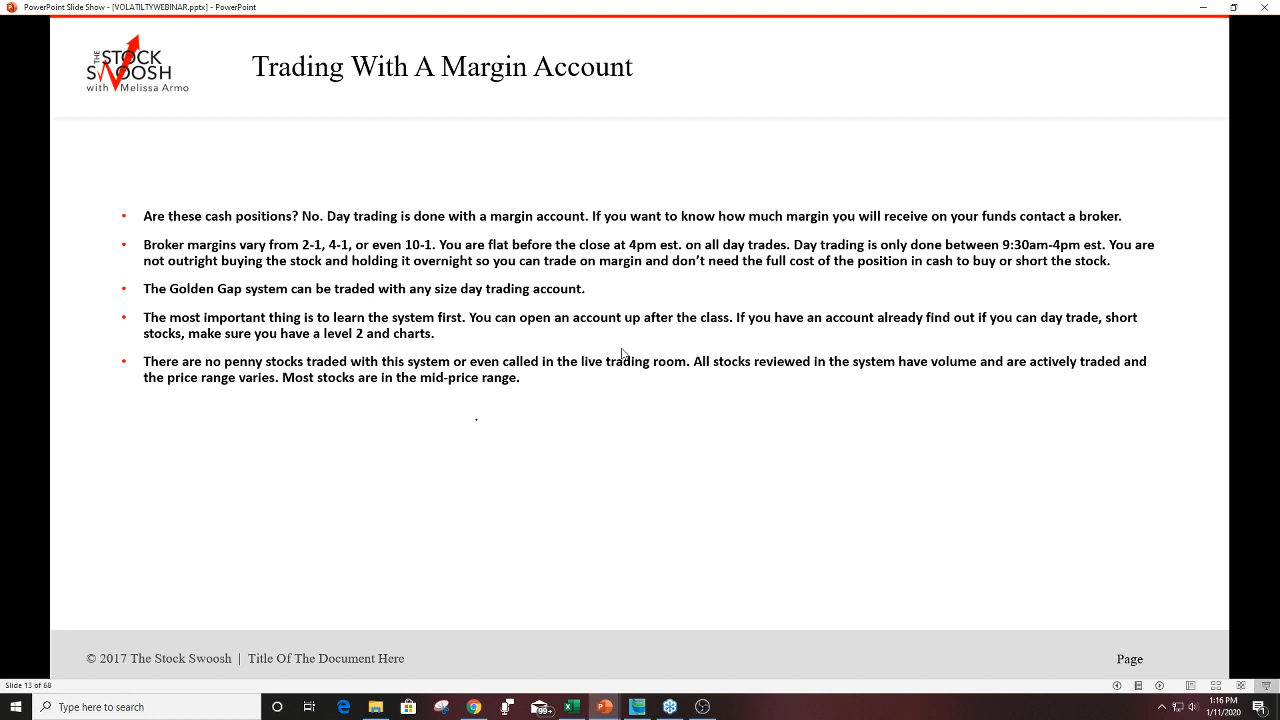 PowerPoint Slide Show - [VOLATILTYWEBINAR.pptx] - PowerPoint
THE STOCK
SWOOSH
with Melissa Armo
Trading With A Margin Account
• Are these cash positions? No. Day trading is done with a margin account. If you want to know how much margin you will receive on your funds contact a broker.
• Broker margins vary from 2-1, 4-1, or even 10-1. You are flat before the close at 4pm est. on all day trades. Day trading is only done between 9:30am-4pm est. You are
not outright buying the stock and holding it overnight so you can trade on margin and don’t need the full cost of the position in cash to buy or short the stock.
• The Golden Gap system can be traded with any size day trading account.
• The most important thing is to learn the system first. You can open an account up after the class. If you have an account already find out if you can day trade, short
stocks, make sure you have a level 2 and charts.
• There are no penny stocks traded with this system or even called in the live trading room. All stocks reviewed in the system have volume and are actively traded and
the price range varies. Most stocks are in the mid-price range.
.
© 2017 The Stock Swoosh | Title Of The Document Here
Page
Slide 13 of 68
Type here to search
99+
1:16 PM
1/11/2020
1